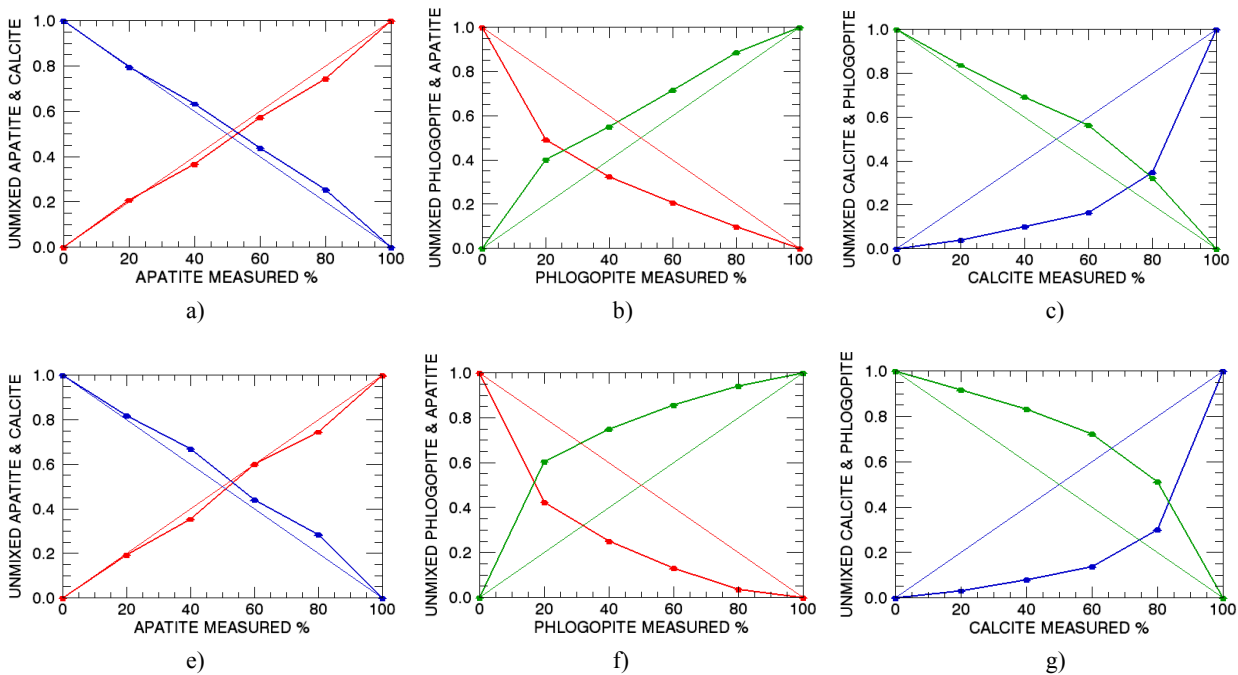 UNMIXED APATITE & CALCITE
1.0
0.8
0.6
0.4
0.2
0.0
0 20 40 60 80 100
APATITE MEASURED %
a)
UNMIXED PHLOGOPITE & APATITE
1.0
0.8
0.6
0.4
0.2
0.0
0 20 40 60 80 100
PHLOGOPITE MEASURED %
b)
UNMIXED CALCITE & PHLOGOPITE
1.0
0.8
0.6
0.4
0.2
0.0
0 20 40 60 80 100
CALCITE MEASURED %
c)
UNMIXED APATITE & CALCITE
1.0
0.8
0.6
0.4
0.2
0.0
0 20 40 60 80 100
APATITE MEASURED %
e)
UNMIXED PHLOGOPITE & APATITE
1.0
0.8
0.6
0.4
0.2
0.0
0 20 40 60 80 100
PHLOGOPITE MEASURED %
f)
UNMIXED CALCITE & PHLOGOPITE
1.0
0.8
0.6
0.4
0.2
0.0
0 20 40 60 80 100
CALCITE MEASURED %
g)